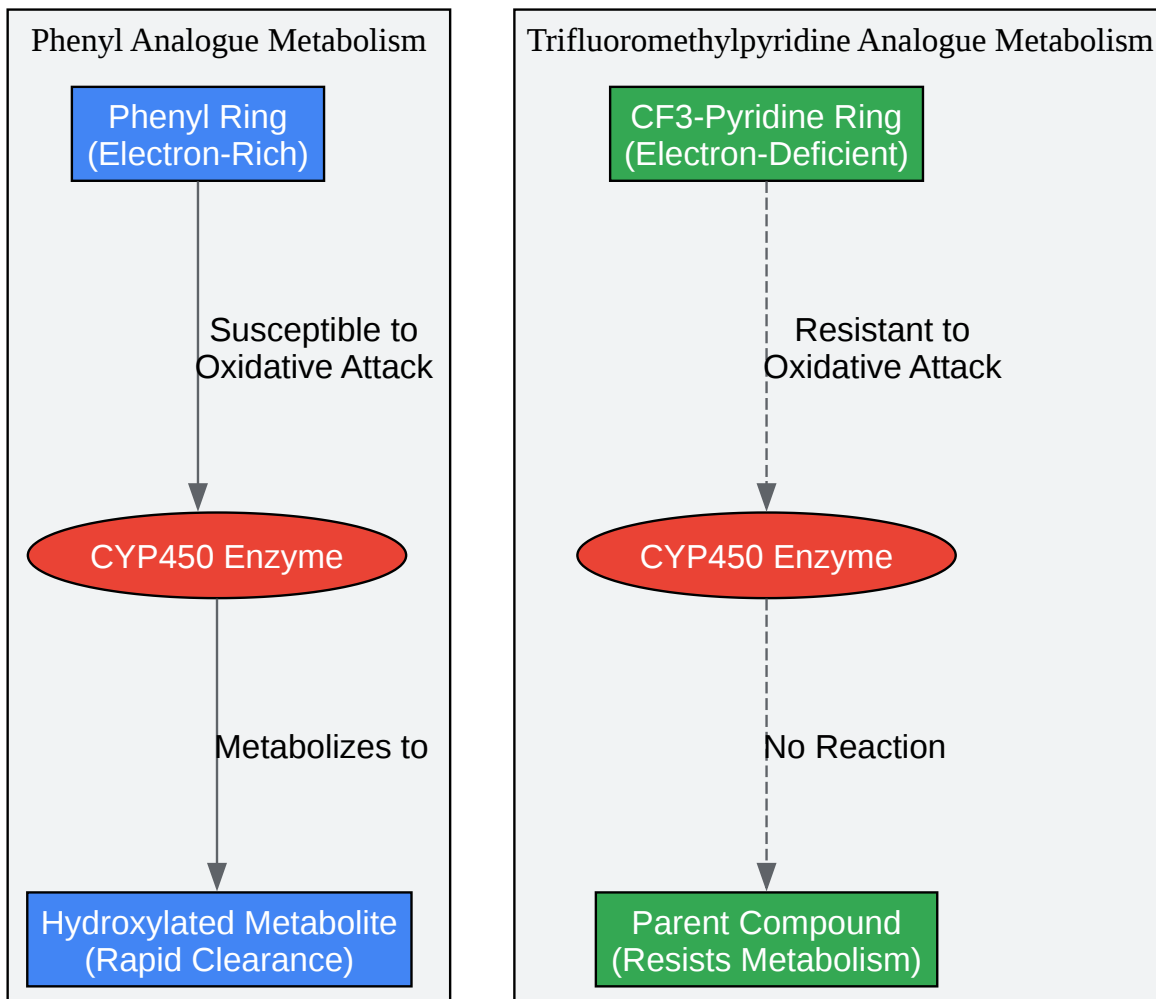 Phenyl Analogue Metabolism
Phenyl Ring
(Electron-Rich)
Susceptible to
Oxidative Attack
CYP450 Enzyme
Metabolizes to
Hydroxylated Metabolite
(Rapid Clearance)
Trifluoromethylpyridine Analogue Metabolism
CF3-Pyridine Ring
(Electron-Deficient)
Resistant to
Oxidative Attack
CYP450 Enzyme
No Reaction
Parent Compound
(Resists Metabolism)